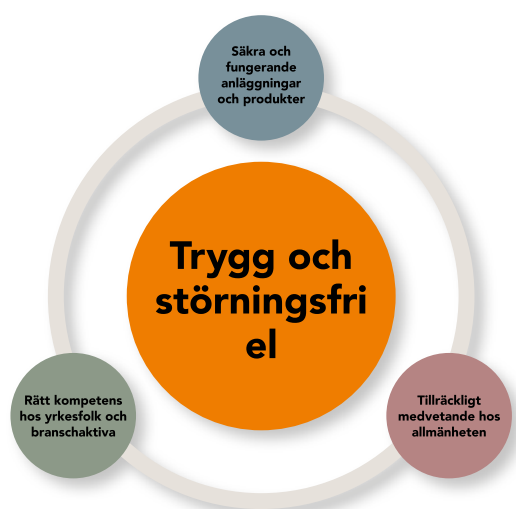 Säkra och
fungerande
anläggningar
och produkter
Trygg och
störningsfri
el
Rätt kompetens
hos yrkesfolk och
branschaktiva
Tillräckligt
medvetande hos
allmänheten